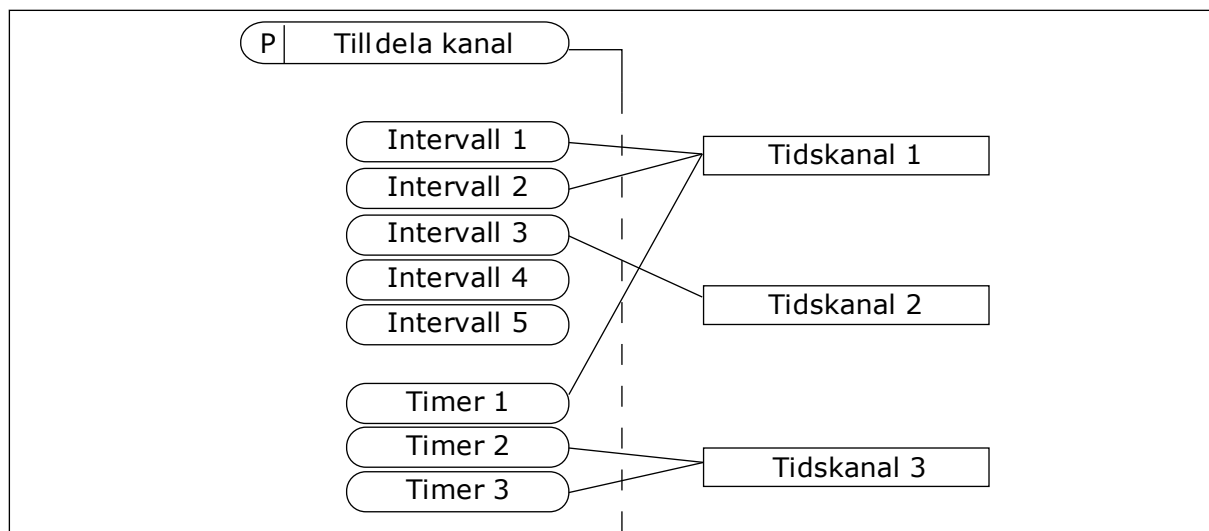 P Tilldela kanal
Intervall 1
Intervall 2
Intervall 3
Intervall 4
Intervall 5
Timer 1
Timer 2
Timer 3
Tidskanal 1
Tidskanal 2
Tidskanal 3